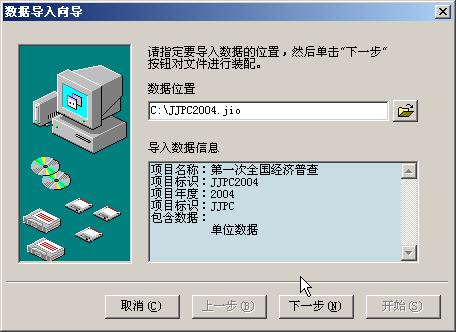 数据导入向导
请指定要导入数据的位置，然后单击“下一步”
按钮对文件进行装配。
数据位置
C:\JJPC2004.jio
导入数据信息
项目名称：第一次全国经济普查
项目标识：JJPC2004
项目年度：2004
项目标识：JJPC
包含数据：
单位数据
取消(C)
上一步(B)
下一步(N)
开始(S)